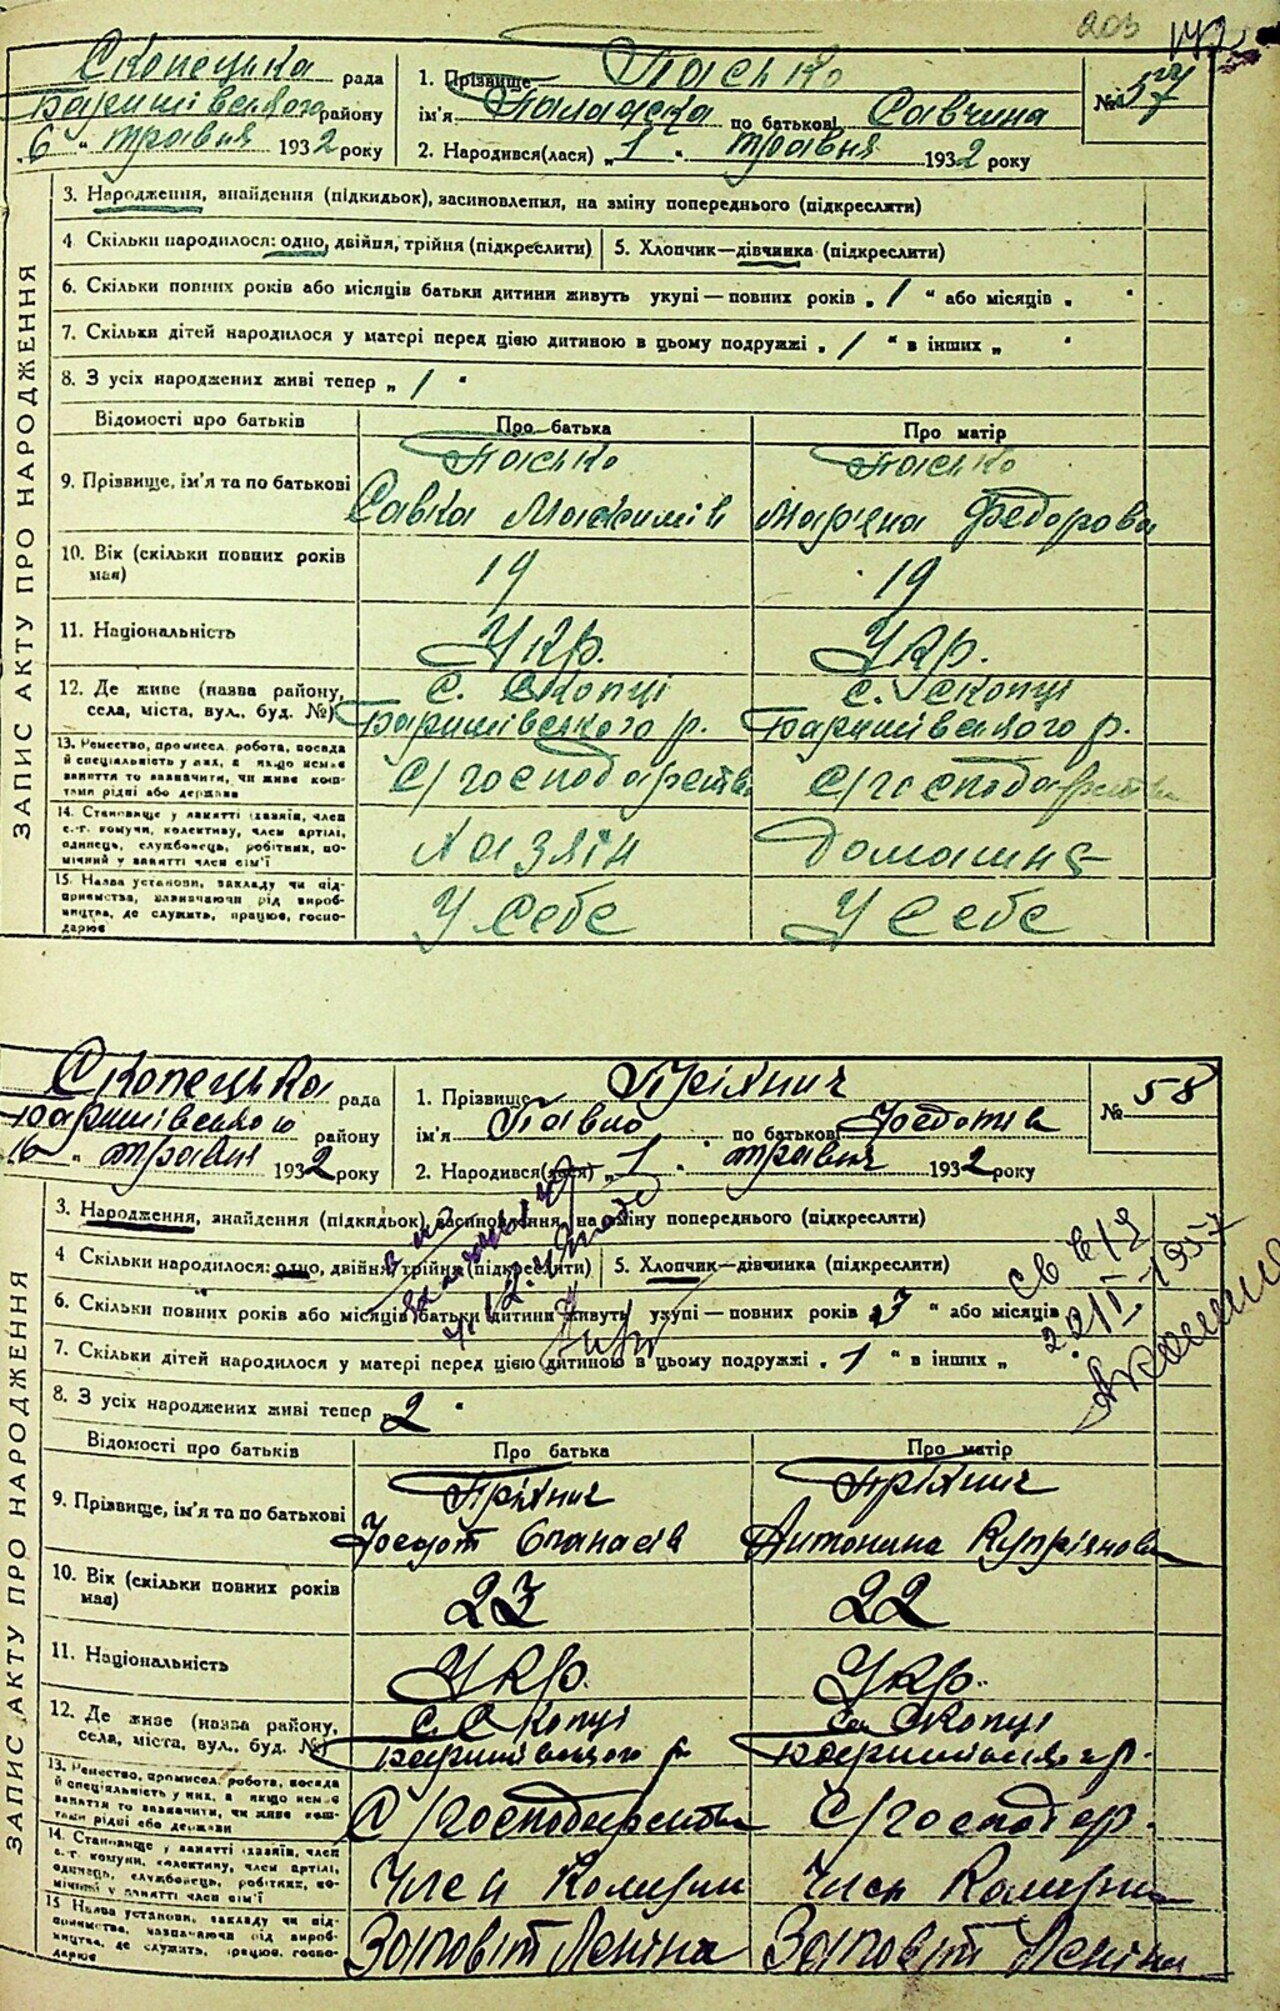 203
ЗАПИС АКТУ ПРО НАРОДЖЕННЯ
Скопецька рада
Баришівського району
"6" травня 1932 року
1. Прізвище Пасько
ім'я Палажка по батькові Савчина
2. Народився(лася) "1" травня 1932 року
№ 57
3. Народження, знайдення (підкидьок), засиновлення, на зміну попереднього (підкреслити)
4 Скільки народилося: одно, двійня, трійня (підкреслити)
5. Хлопчик—дівчинка (підкреслити)
6. Скільки повних років або місяців батьки дитини живуть укупі — повних років „ 1 " або місяців „ "
7. Скільки дітей народилося у матері перед цією дитиною в цьому подружжі „ 1 " в інших „ "
8. З усіх народжених живі тепер „ 1 "
Відомості про батьків Про батька Про матір
9. Прізвище, ім'я та по батькові
Пасько Пасько
Савка Максимів Мар'яна Федорова
10. Вік (скільки повних років має) 19 19
11. Національність Укр. Укр.
12. Де живе (назва району, села, міста, вул., буд. №)
с. Скопці с. Скопці
Баришівського р. Баришівського р.
13. Ремество, промисел, робота, посада й спеціальність у них, а якщо немає заняття то зазначити, чи живе коштами рідні або держави
С/господарства С/господарства
14. Становище у занятті (хазяїн, член с.-г. комуни, колективу, член артілі, одинець, службовець, робітник, помічний у занятті член сім'ї
Хазяїн Домашня
15. Назва установи, закладу чи підприємства, зазначаючи рід виробництва, де служить, працює, господарює
У себе У себе
ЗАПИС АКТУ ПРО НАРОДЖЕННЯ
Скопецька рада
Баришівського району
травня 1932 року
1. Прізвище Пріхнич
ім'я Павло по батькові Федотів
2. Народився(лася) "1" травня 1932 року
№ 58
3. Народження, знайдення (підкидьок), засиновлення, на зміну попереднього (підкреслити)
4 Скільки народилося: одно, двійня, трійня (підкреслити)
5. Хлопчик—дівчинка (підкреслити)
6. Скільки повних років або місяців батьки дитини живуть укупі — повних років 3 " або місяців
7. Скільки дітей народилося у матері перед цією дитиною в цьому подружжі „ 1 " в інших „ "
8. З усіх народжених живі тепер „ 2 "
Відомості про батьків Про батька Про матір
9. Прізвище, ім'я та по батькові
Пріхнич Пріхнич
Федот Опанасів Антонина Купріянова
10. Вік (скільки повних років має) 23 22
11. Національність Укр. Укр.
12. Де живе (назва району, села, міста, вул., буд. №)
с. Скопці Скопці
Баришівського р.
13. Ремество, промисел, робота, посада й спеціальність у них, а якщо немає заняття то зазначити, чи живе коштами рідні або держави
С/господарства С/господар.
14. Становище у занятті (хазяїн, член с.-г. комуни, колективу, член артілі, одинець, службовець, робітник, помічний у занятті член сім'ї
Член Комуни Член Комуни
15 Назва установи, закладу чи підприємства, зазначаючи рід виробництва, де служить, працює, господарює
Заповіт Леніна Заповіт Леніна